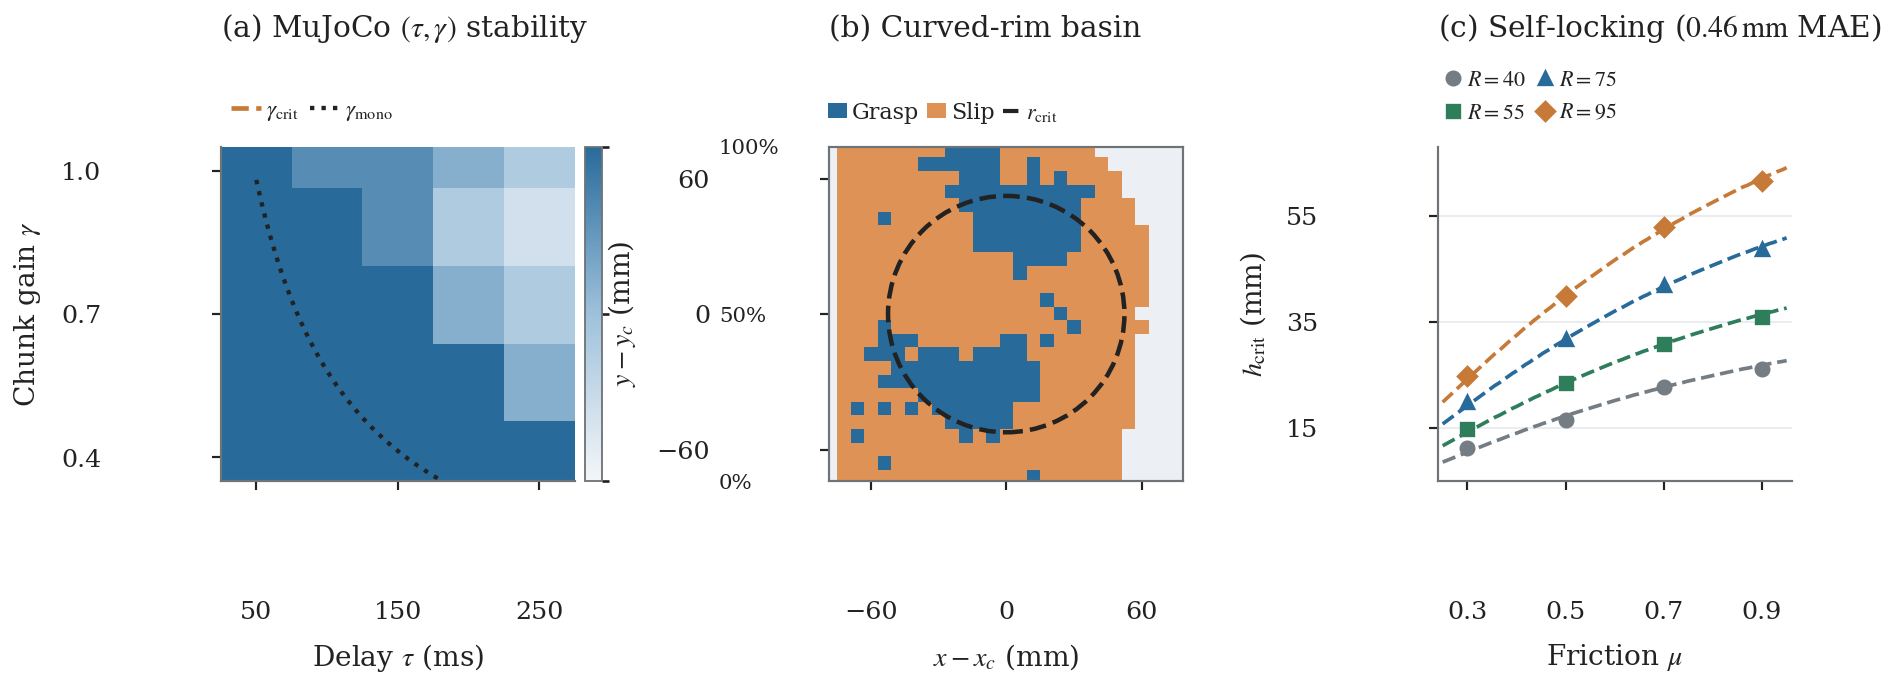 (a) MuJoCo (τ, γ) stability
γcrit γmono
Chunk gain γ
1.0
0.7
0.4
50 150 250
Delay τ (ms)
100%
50%
0%
(b) Curved-rim basin
Grasp Slip rcrit
y − yc (mm)
60
0
−60
−60 0 60
x − xc (mm)
(c) Self-locking (0.46 mm MAE)
R = 40 R = 75
R = 55 R = 95
hcrit (mm)
55
35
15
0.3 0.5 0.7 0.9
Friction μ